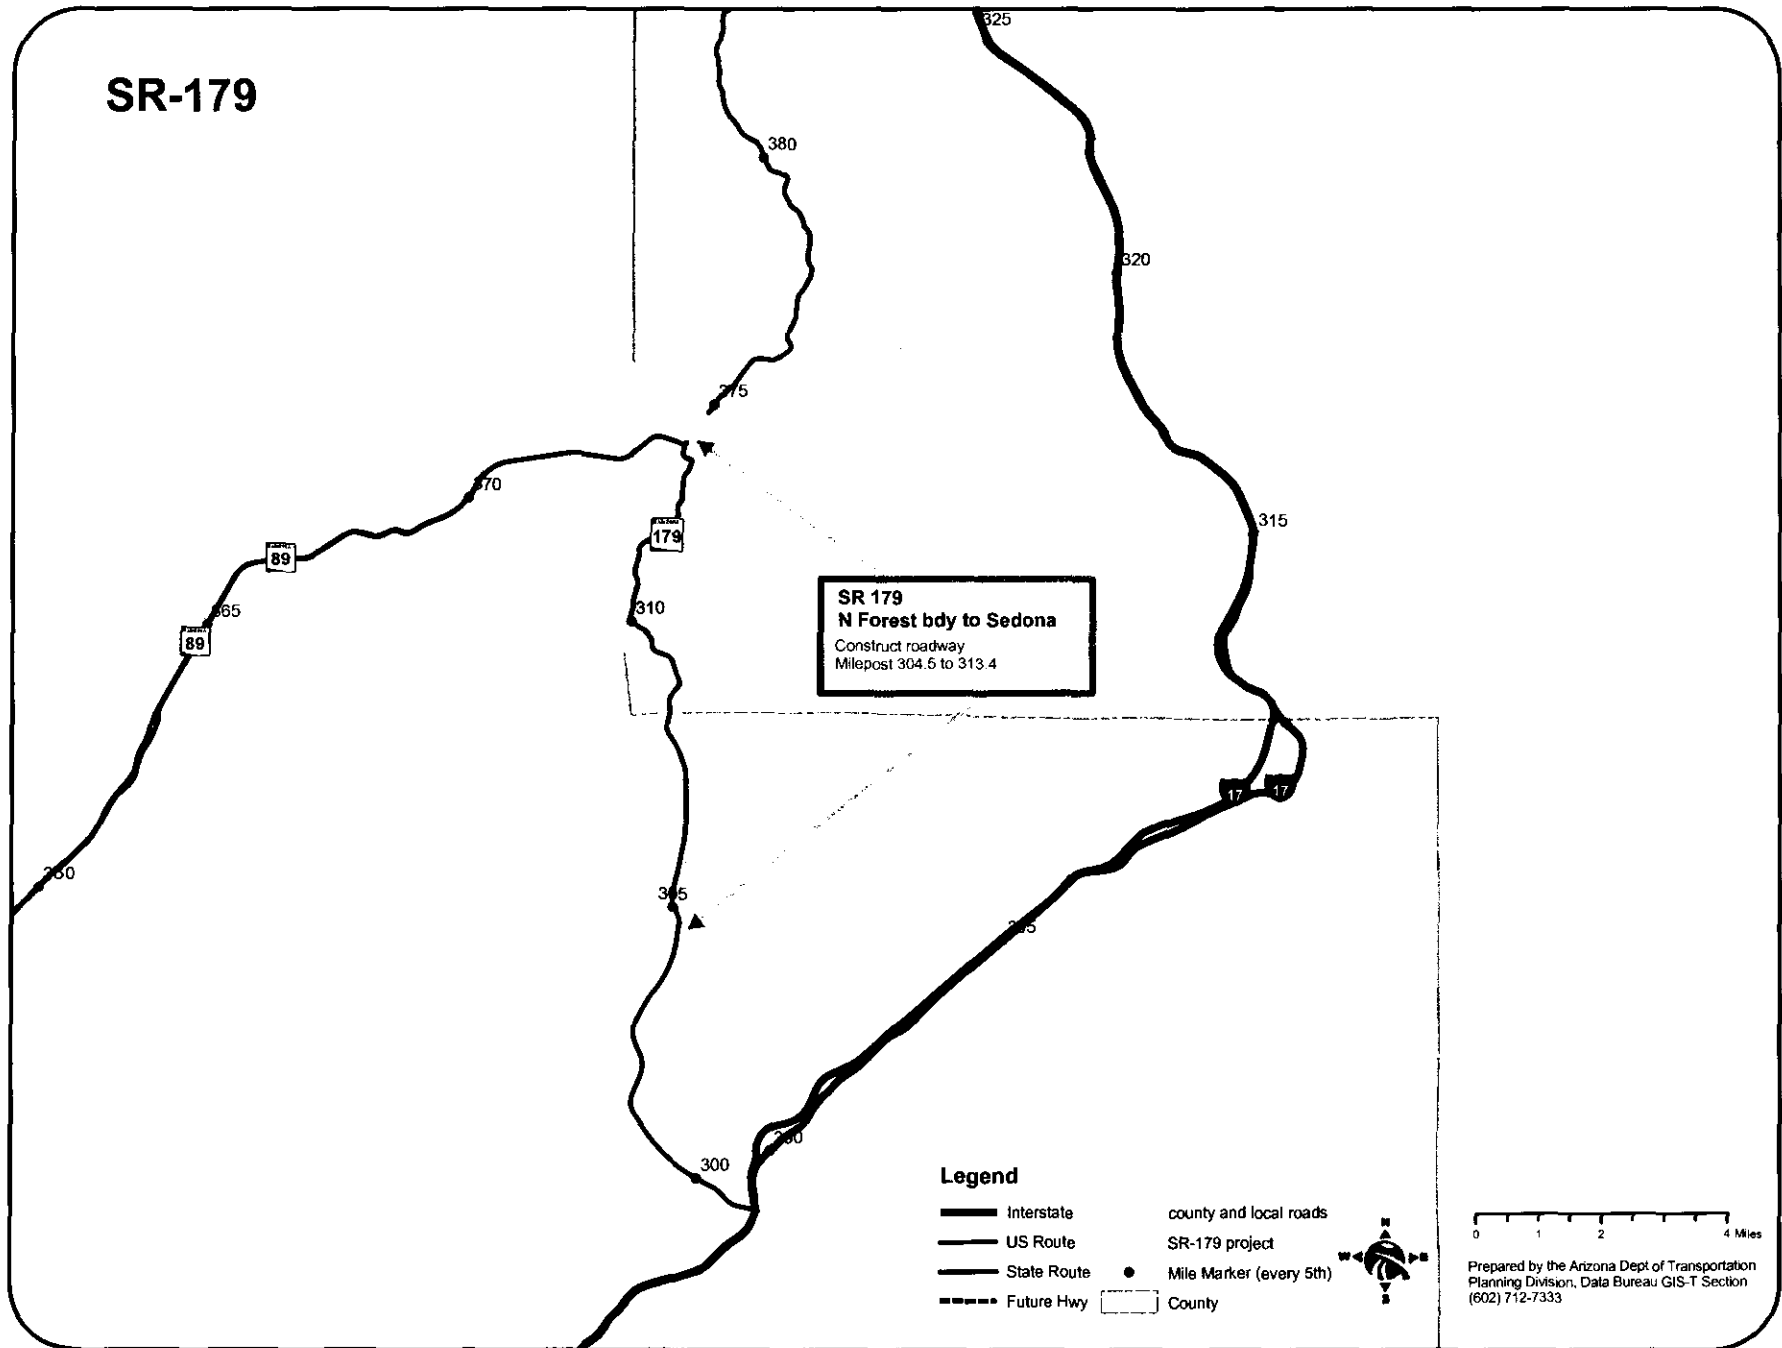 SR-179
325
380
320
375
370
315
179
89
310
365
89
SR 179
N Forest bdy to Sedona
Construct roadway
Milepost 304.5 to 313.4
17
17
305
300
Legend
Interstate
US Route
State Route
Future Hwy
county and local roads
SR-179 project
Mile Marker (every 5th)
County
N
W
S
0 1 2 4 Miles
Prepared by the Arizona Dept of Transportation
Planning Division, Data Bureau GIS-T Section
(602) 712-7333